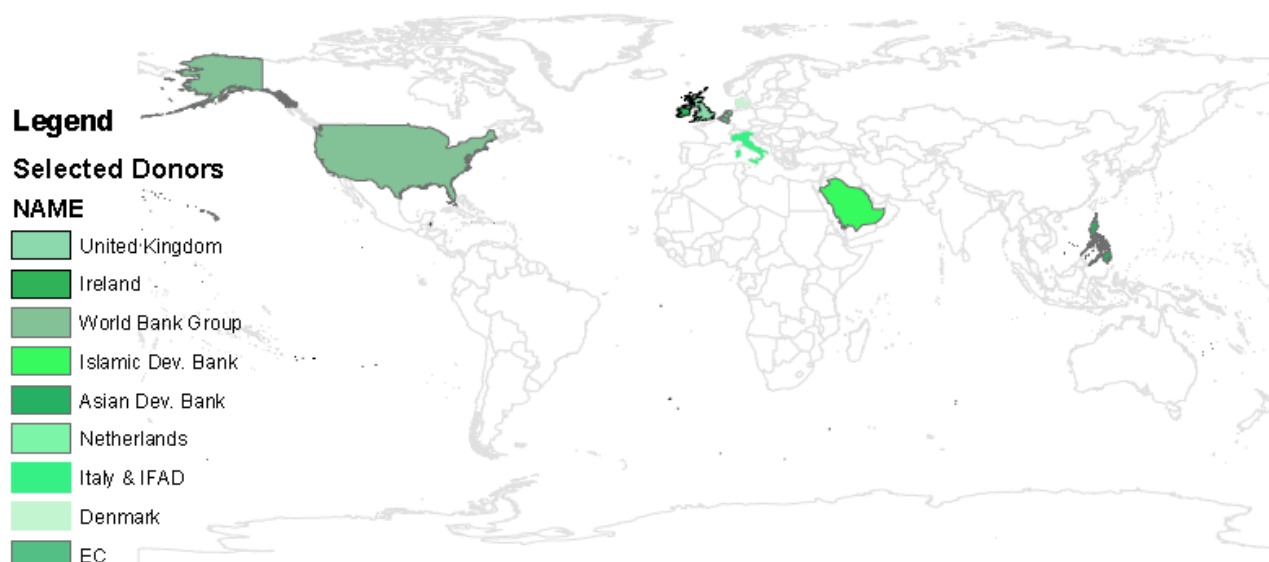 Legend
Selected Donors
NAME
United Kingdom
Ireland
World Bank Group
Islamic Dev. Bank
Asian Dev. Bank
Netherlands
Italy & IFAD
Denmark
EC